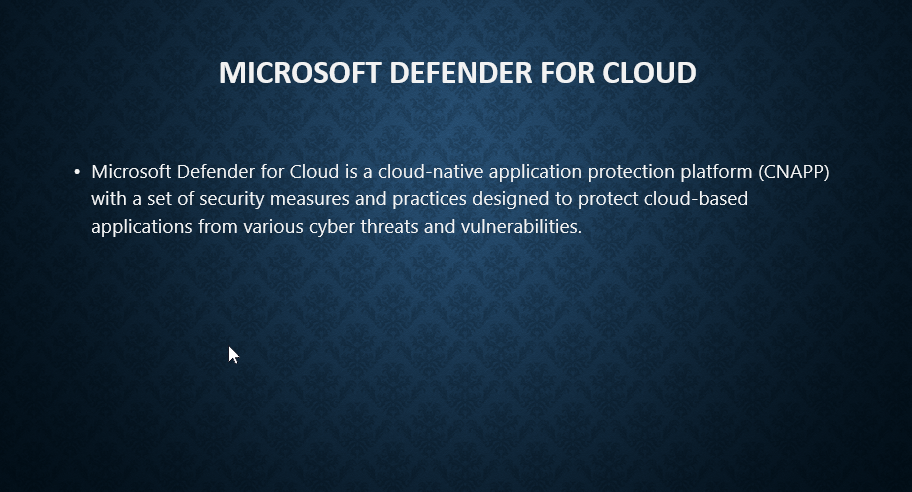 MICROSOFT DEFENDER FOR CLOUD
• Microsoft Defender for Cloud is a cloud-native application protection platform (CNAPP)
with a set of security measures and practices designed to protect cloud-based
applications from various cyber threats and vulnerabilities.